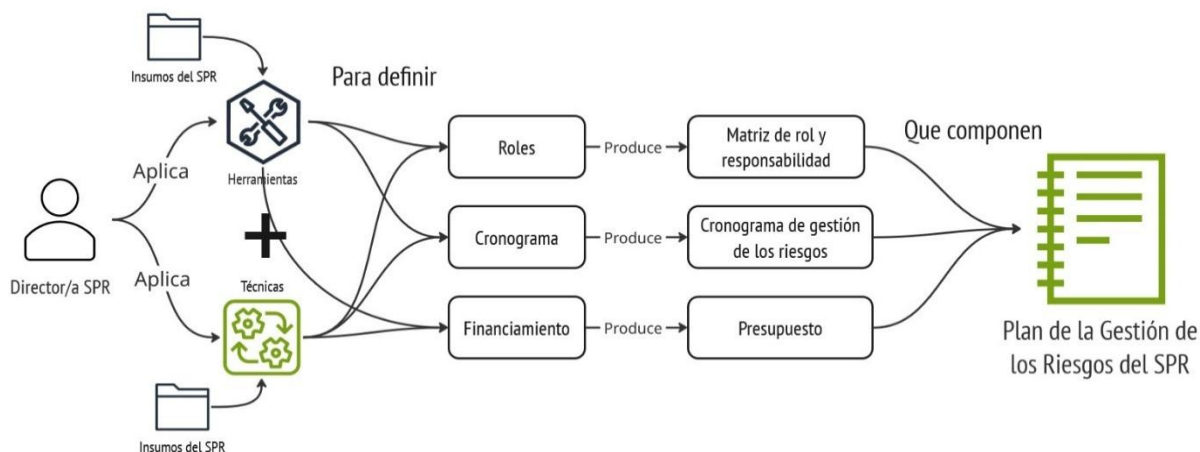 Insumos del SPR
Para definir
Que componen
Aplica
Herramientas
Roles
Produce
Matriz de rol y
responsabilidad
Director/a SPR
Cronograma
Produce
Cronograma de gestión
de los riesgos
Aplica
Técnicas
Financiamiento
Produce
Presupuesto
Plan de la Gestión de
los Riesgos del SPR
Insumos del SPR